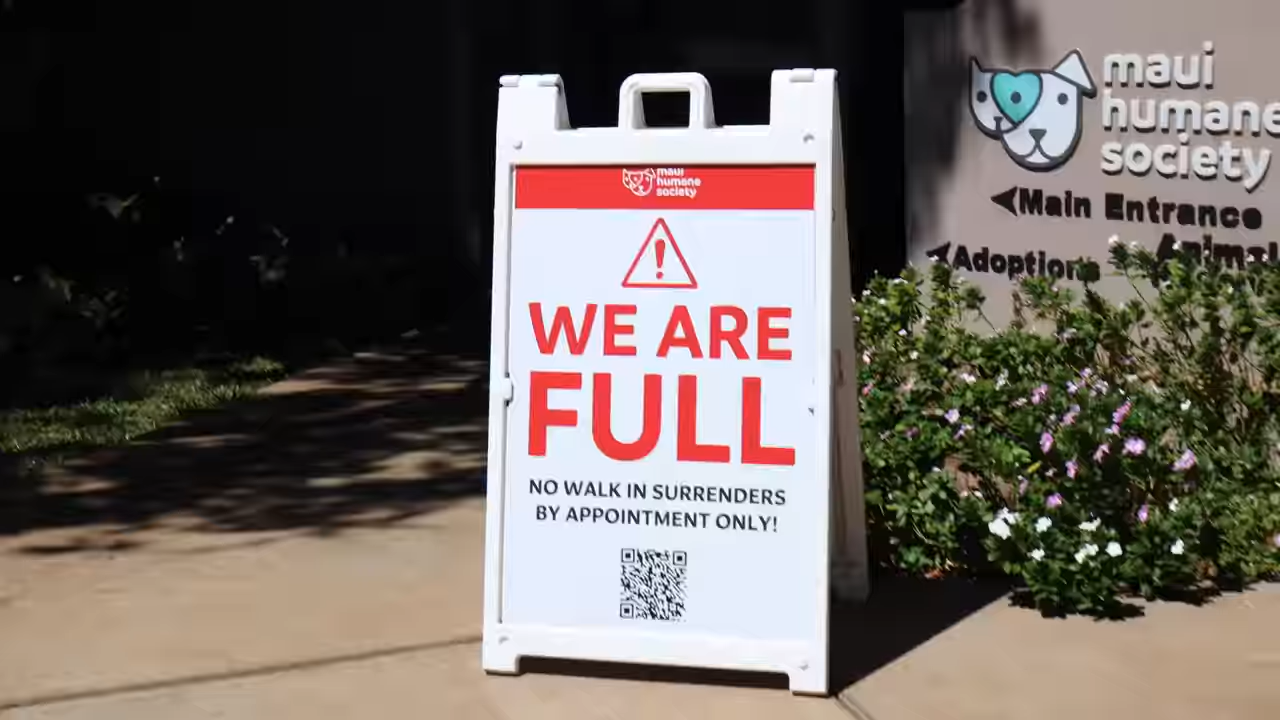 maui
humane
society
WE ARE
FULL
NO WALK IN SURRENDERS
BY APPOINTMENT ONLY!
maui
humane
society
Main Entrance
Adoptions